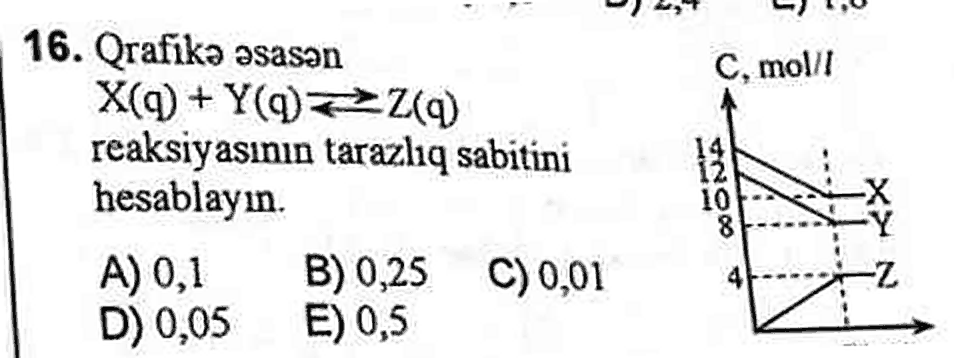 16. Qrafikə əsasən
X(q) + Y(q) ⇄ Z(q)
reaksiyasının tarazlıq sabitini
hesablayın.
A) 0,1 B) 0,25 C) 0,01
D) 0,05 E) 0,5
C, mol/l
14
12
10
8
4
X
Y
Z